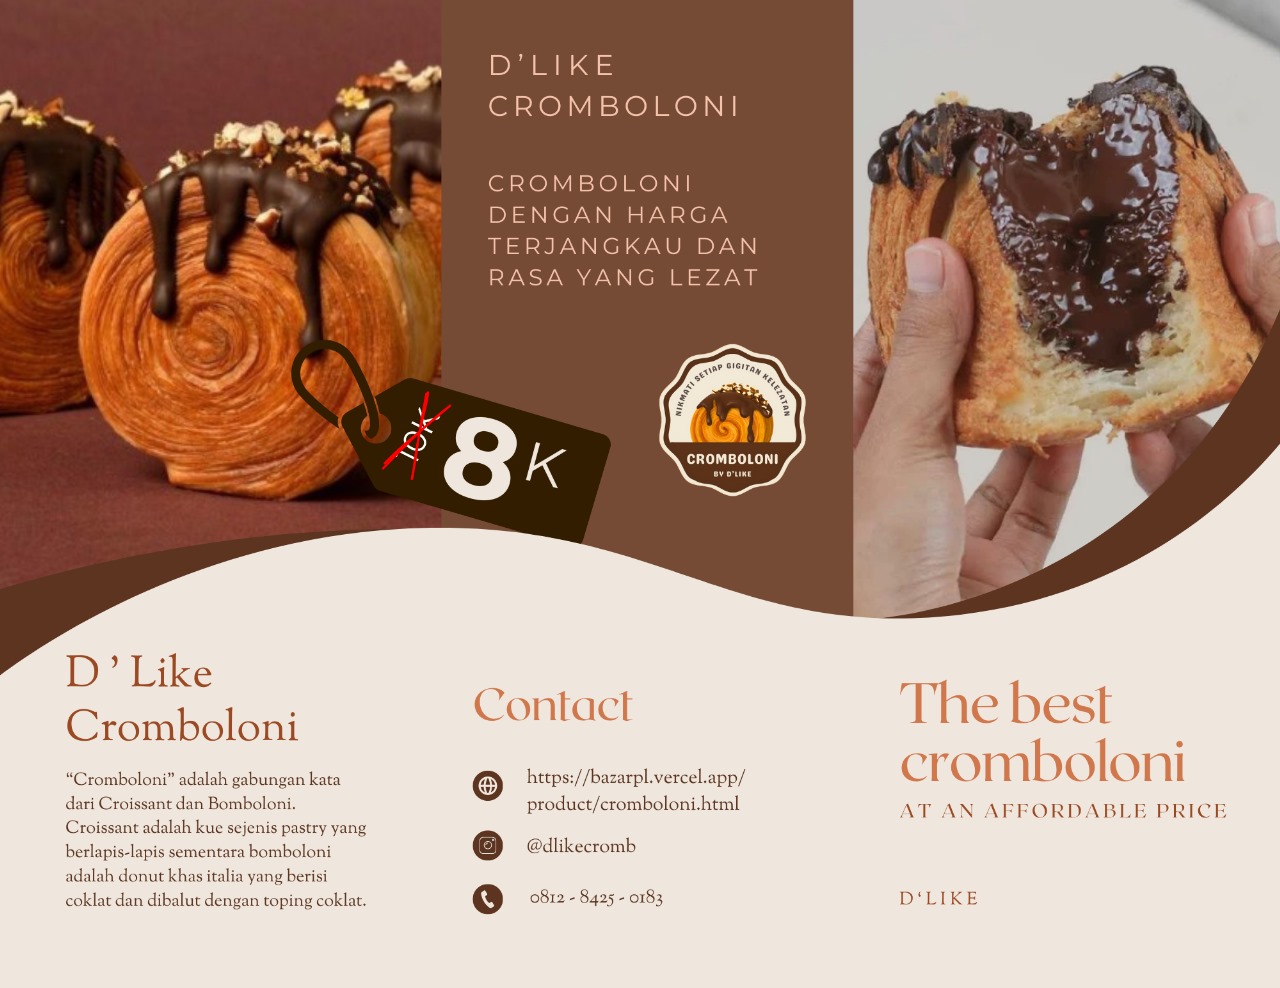 D’LIKE
CROMBOLONI
CROMBOLONI
DENGAN HARGA
TERJANGKAU DAN
RASA YANG LEZAT
10K
8K
NIKMATI SETIAP GIGITAN KELEZATAN
CROMBOLONI
BY D'LIKE
D ’ Like
Cromboloni
“Cromboloni” adalah gabungan kata
dari Croissant dan Bomboloni.
Croissant adalah kue sejenis pastry yang
berlapis-lapis sementara bomboloni
adalah donut khas italia yang berisi
coklat dan dibalut dengan toping coklat.
Contact
https://bazarpl.vercel.app/
product/cromboloni.html
@dlikecromb
0812 - 8425 - 0183
The best
cromboloni
AT AN AFFORDABLE PRICE
D‘LIKE